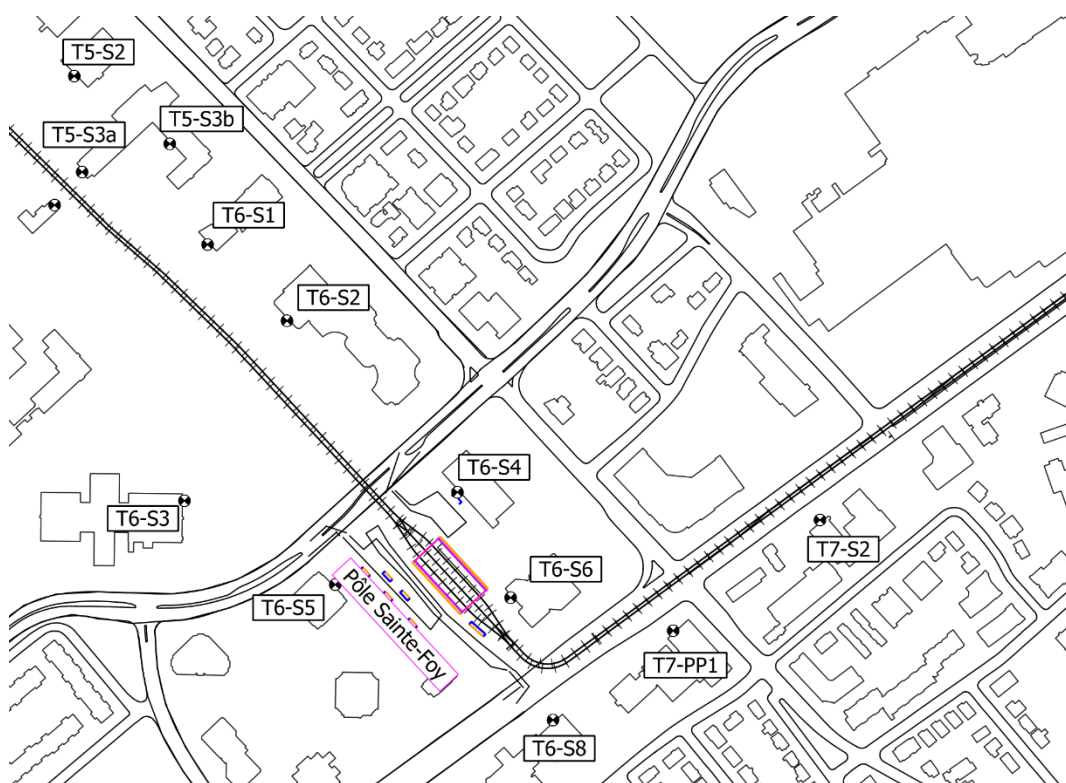 T5-S2
T5-S3b
T5-S3a
T6-S1
T6-S2
T6-S4
T6-S3
T7-S2
T6-S6
Pôle Sainte-Foy
T6-S5
T7-PP1
T6-S8